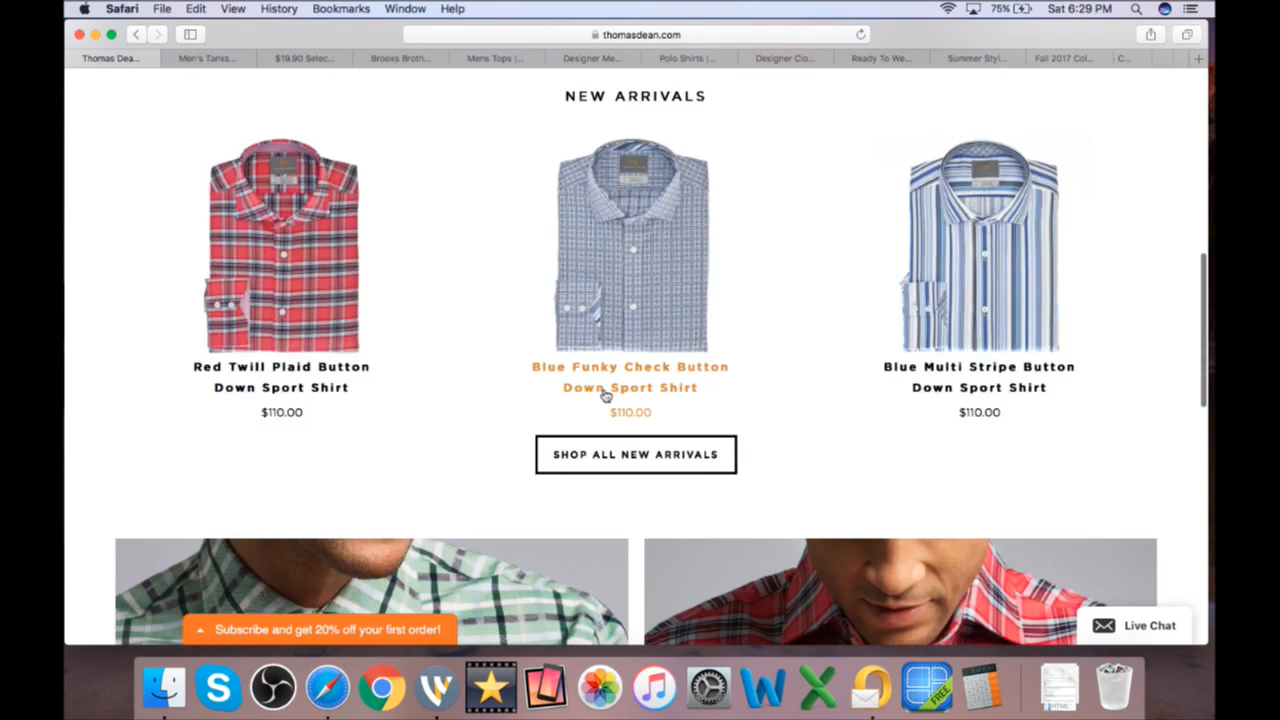 Safari File Edit View History Bookmarks Window Help 75% Sat 6:29 PM
thomasdean.com
Thomas Dea... Men's Tanks... $19.90 Selec... Brooks Broth... Mens Tops |... Designer Me... Polo Shirts |... Designer Clo... Ready To We... Summer Styl... Fall 2017 Col... C...
NEW ARRIVALS
Red Twill Plaid Button
Down Sport Shirt
$110.00
Blue Funky Check Button
Down Sport Shirt
$110.00
Blue Multi Stripe Button
Down Sport Shirt
$110.00
SHOP ALL NEW ARRIVALS
Subscribe and get 20% off your first order!
Live Chat
FREE
HTML